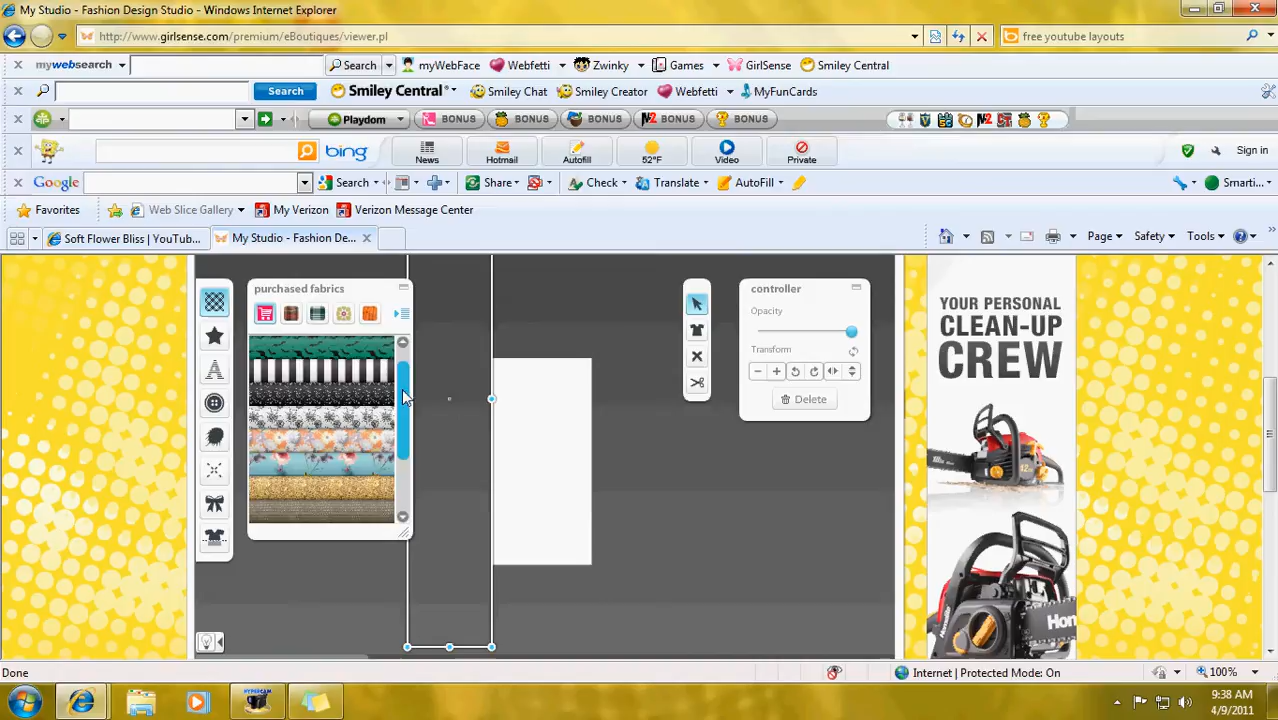 My Studio - Fashion Design Studio - Windows Internet Explorer
http://www.girlsense.com/premium/eBoutiques/viewer.pl
free youtube layouts
mywebsearch
Search
myWebFace
Webfetti
Zwinky
Games
GirlSense
Smiley Central
Search
Smiley Central
Smiley Chat
Smiley Creator
Webfetti
MyFunCards
Playdom
BONUS
BONUS
BONUS
M2 BONUS
BONUS
M2
bing
News
Hotmail
Autofill
52°F
Video
Private
Sign in
Google
Search
Share
Check
Translate
AutoFill
Smarti...
Favorites
Web Slice Gallery
My Verizon
Verizon Message Center
Soft Flower Bliss | YouTub...
My Studio - Fashion De...
Page
Safety
Tools
purchased fabrics
controller
Opacity
Transform
Delete
A
YOUR PERSONAL
CLEAN-UP
CREW
Homelite
Done
Internet | Protected Mode: On
100%
HYPERCAM
9:38 AM
4/9/2011